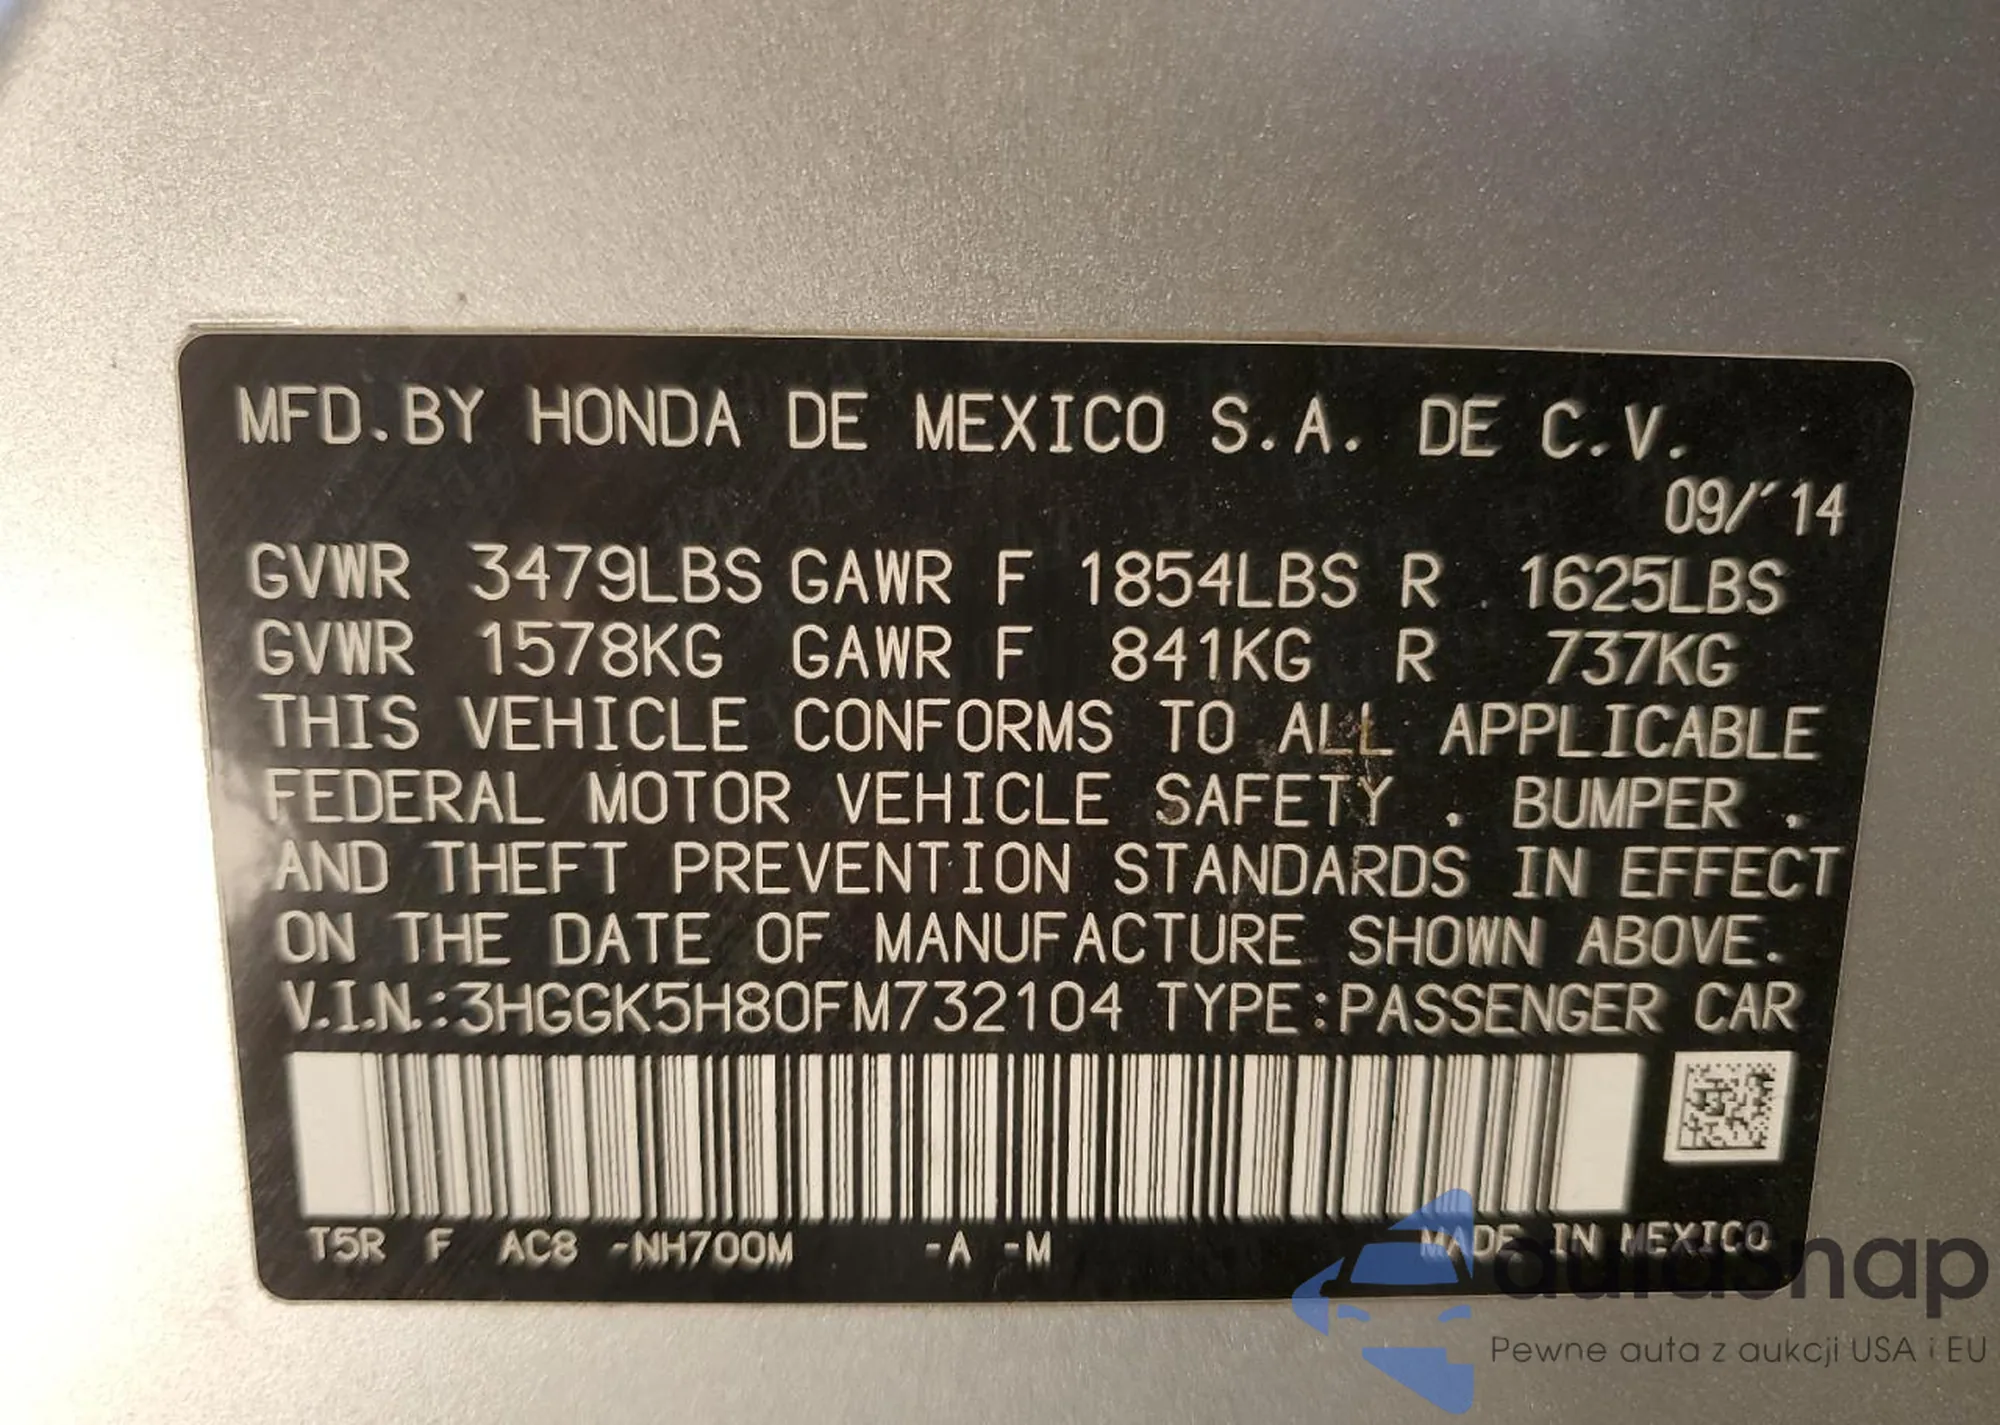 MFD.BY HONDA DE MEXICO S.A. DE C.V.
09/'14
GVWR 3479LBS GAWR F 1854LBS R 1625LBS
GVWR 1578KG GAWR F 841KG R 737KG
THIS VEHICLE CONFORMS TO ALL APPLICABLE
FEDERAL MOTOR VEHICLE SAFETY . BUMPER .
AND THEFT PREVENTION STANDARDS IN EFFECT
ON THE DATE OF MANUFACTURE SHOWN ABOVE.
V.I.N.:3HGGK5H80FM732104 TYPE:PASSENGER CAR
T5R F AC8 -NH700M -A -M MADE IN MEXICO
autasnap
Pewne auta z aukcji USA i EU